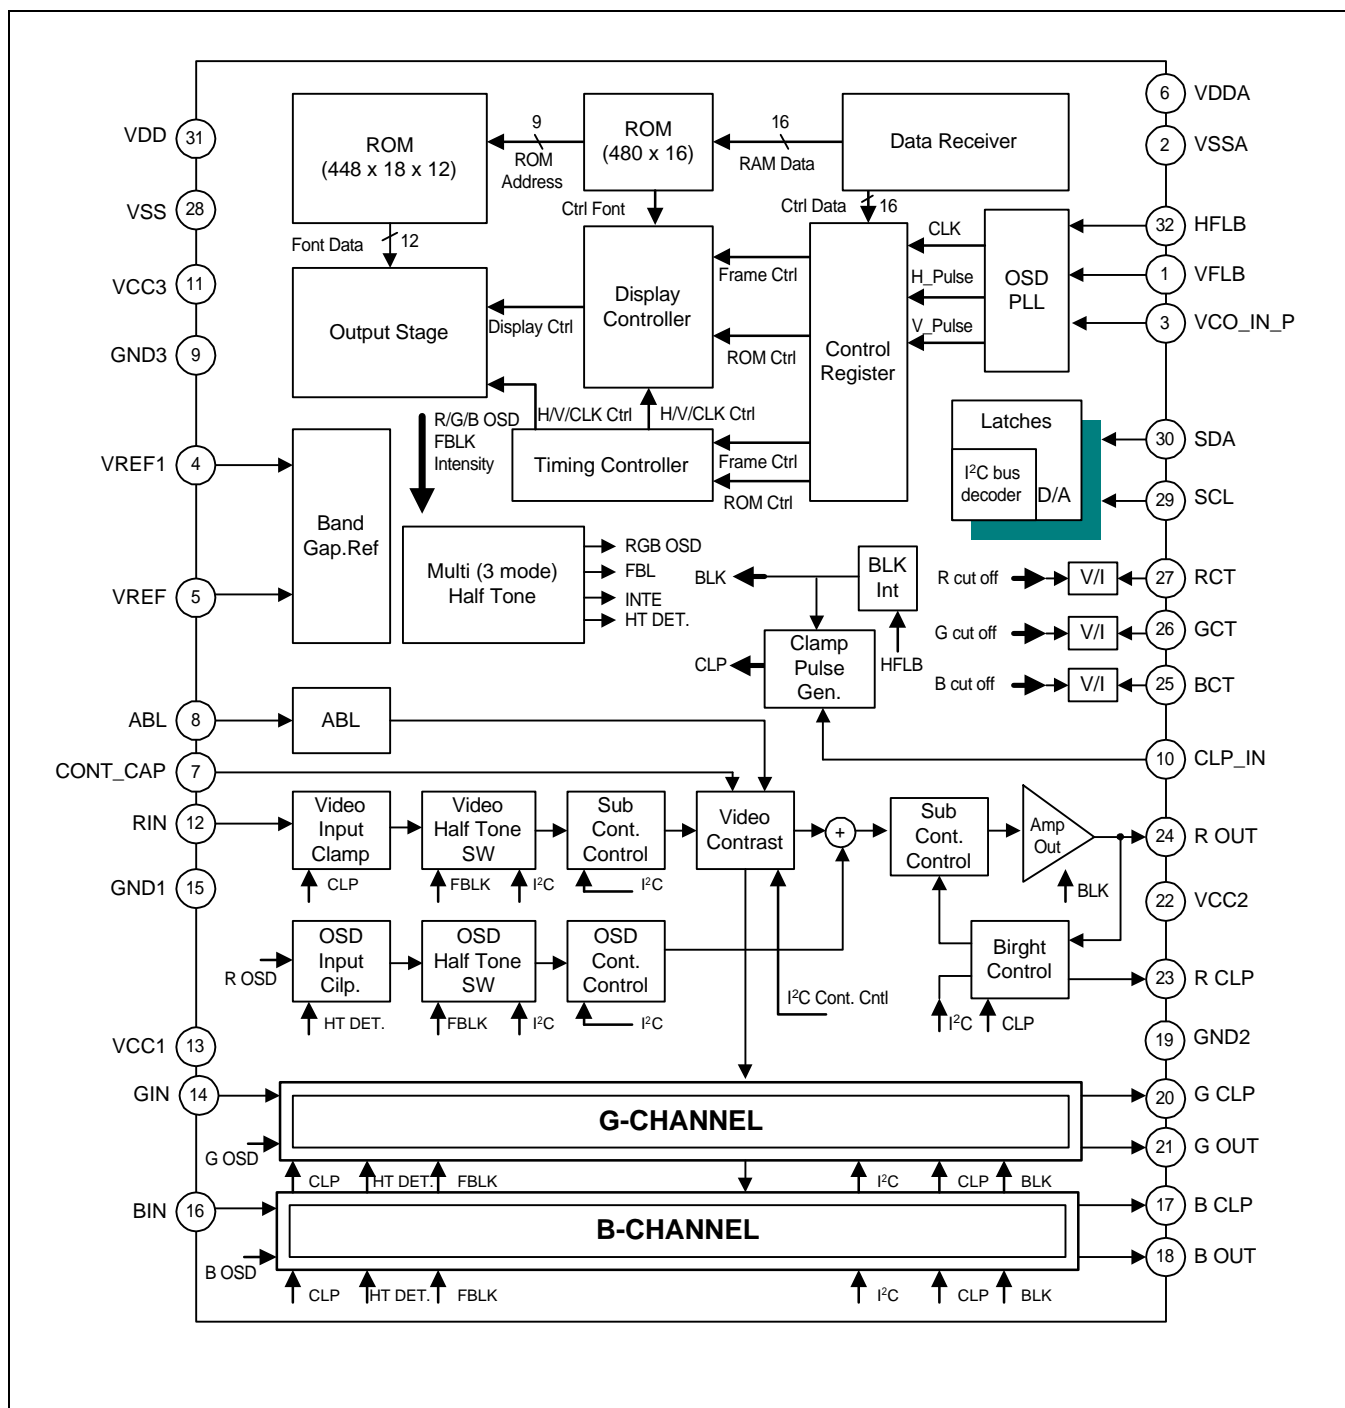 VDD
31
VSS
28
VCC3
11
GND3
9
VREF1
4
VREF
5
ABL
8
CONT_CAP
7
RIN
12
GND1
15
VCC1
13
GIN
14
BIN
16
6
VDDA
2
VSSA
32
HFLB
1
VFLB
3
VCO_IN_P
30
SDA
29
SCL
27
RCT
26
GCT
25
BCT
10
CLP_IN
24
R OUT
22
VCC2
23
R CLP
19
GND2
20
G CLP
21
G OUT
17
B CLP
18
B OUT
ROM
(448 x 18 x 12)
9
ROM
Address
ROM
(480 x 16)
16
RAM Data
Data Receiver
Font Data
12
Ctrl Font
Ctrl Data
16
Output Stage
Display Ctrl
Display
Controller
Frame Ctrl
ROM Ctrl
Control
Register
CLK
H_Pulse
V_Pulse
OSD
PLL
H/V/CLK Ctrl
H/V/CLK Ctrl
R/G/B OSD
FBLK
Intensity
Timing Controller
Frame Ctrl
ROM Ctrl
Latches
I²C bus
decoder
D/A
Band
Gap.Ref
Multi (3 mode)
Half Tone
RGB OSD
FBL
INTE
HT DET.
BLK
BLK
Int
HFLB
CLP
Clamp
Pulse
Gen.
R cut off
V/I
G cut off
V/I
B cut off
V/I
ABL
Video
Input
Clamp
CLP
Video
Half Tone
SW
FBLK
I²C
Sub
Cont.
Control
I²C
Video
Contrast
+
Sub
Cont.
Control
Amp
Out
BLK
R OSD
OSD
Input
Cilp.
HT DET.
OSD
Half Tone
SW
FBLK
I²C
OSD
Cont.
Control
I²C
I²C Cont. Cntl
Birght
Control
I²C
CLP
G-CHANNEL
G OSD
CLP
HT DET.
FBLK
I²C
CLP
BLK
B-CHANNEL
B OSD
CLP
HT DET.
FBLK
I²C
CLP
BLK